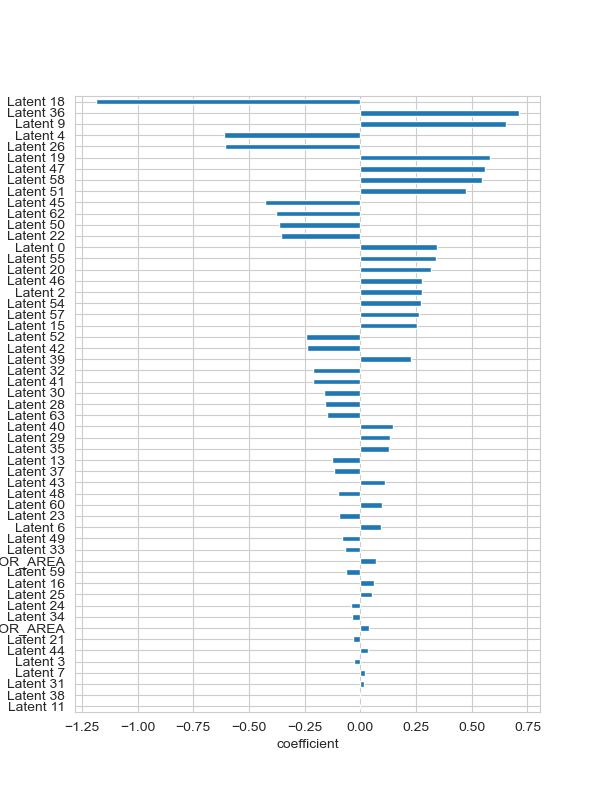 Latent 18
Latent 36
Latent 9
Latent 4
Latent 26
Latent 19
Latent 47
Latent 58
Latent 51
Latent 45
Latent 62
Latent 50
Latent 22
Latent 0
Latent 55
Latent 20
Latent 46
Latent 2
Latent 54
Latent 57
Latent 15
Latent 52
Latent 42
Latent 39
Latent 32
Latent 41
Latent 30
Latent 28
Latent 63
Latent 40
Latent 29
Latent 35
Latent 13
Latent 37
Latent 43
Latent 48
Latent 60
Latent 23
Latent 6
Latent 49
Latent 33
OR_AREA
Latent 59
Latent 16
Latent 25
Latent 24
Latent 34
OR_AREA
Latent 21
Latent 44
Latent 3
Latent 7
Latent 31
Latent 38
Latent 11
−1.25 −1.00 −0.75 −0.50 −0.25 0.00 0.25 0.50 0.75
coefficient